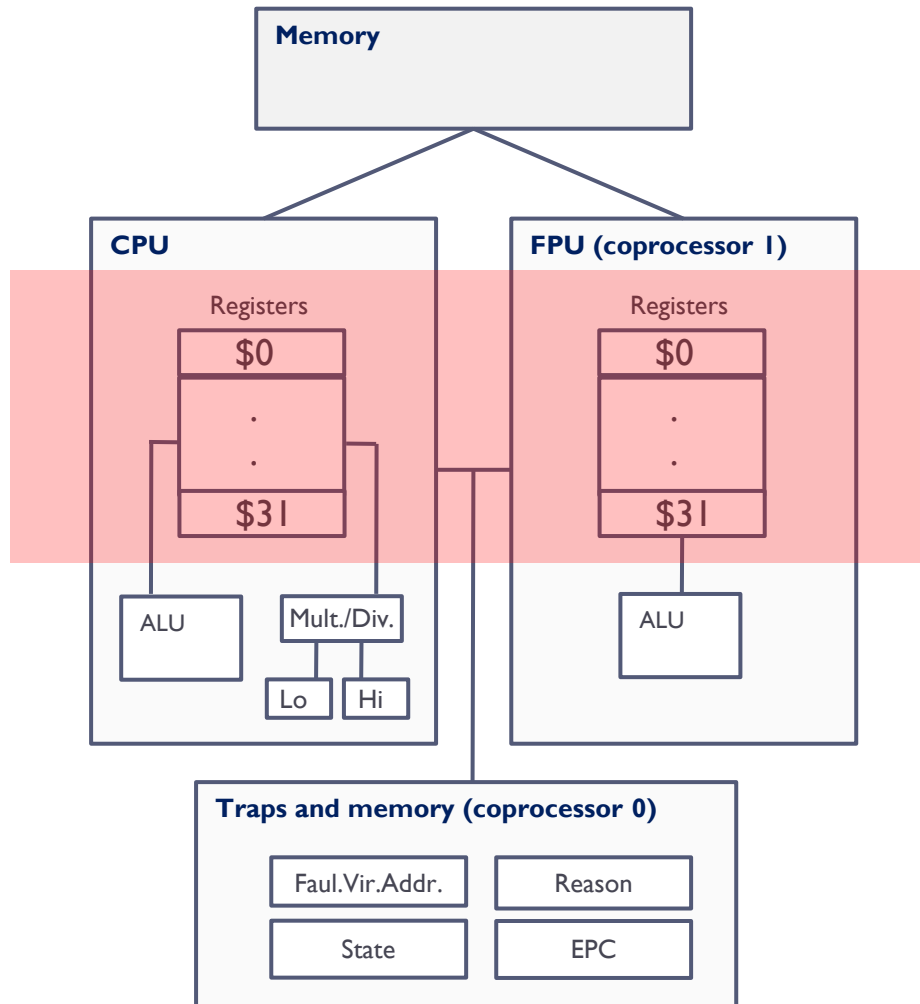 Memory
CPU
Registers
$0
.
.
$31
ALU
Mult./Div.
Lo
Hi
FPU (coprocessor 1)
Registers
$0
.
.
$31
ALU
Traps and memory (coprocessor 0)
Faul.Vir.Addr.
Reason
State
EPC